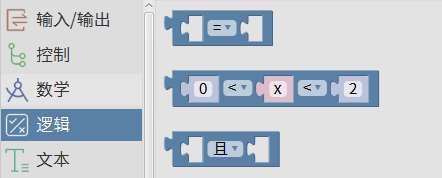 输入/输出
控制
数学
逻辑
文本
=
0 < x < 2
且